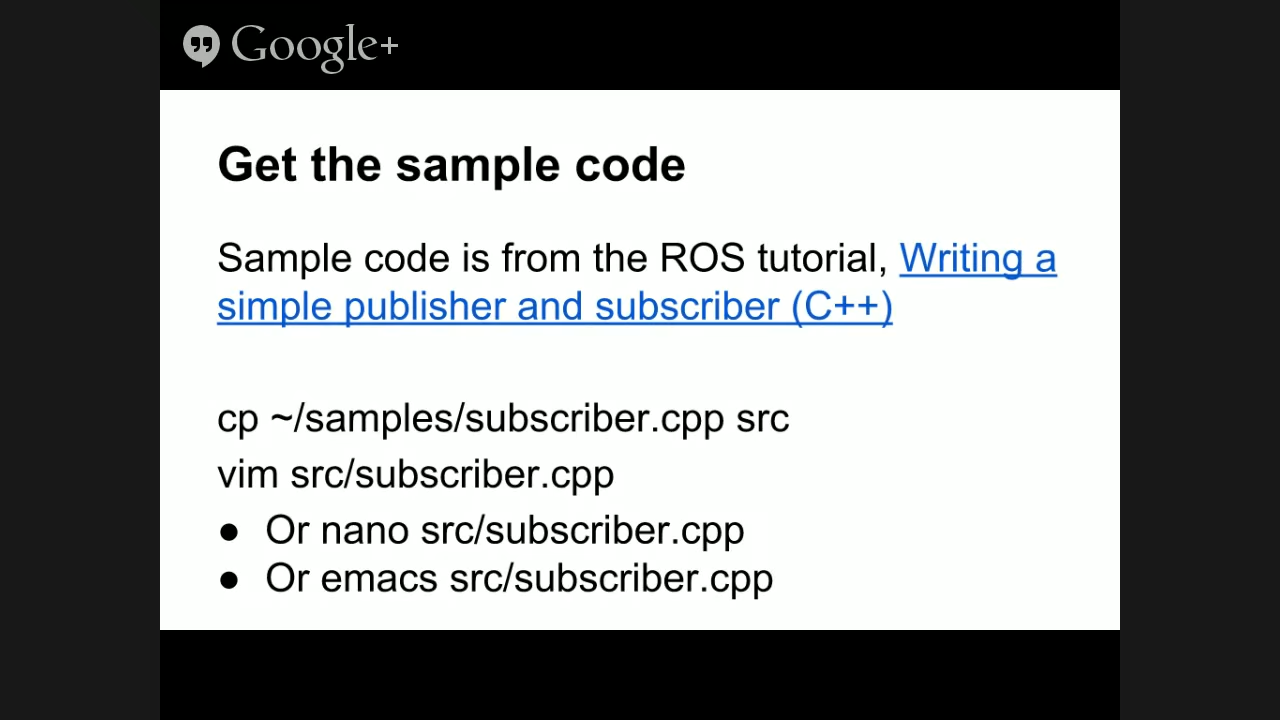 Google+
Get the sample code
Sample code is from the ROS tutorial, Writing a
simple publisher and subscriber (C++)
cp ~/samples/subscriber.cpp src
vim src/subscriber.cpp
● Or nano src/subscriber.cpp
● Or emacs src/subscriber.cpp